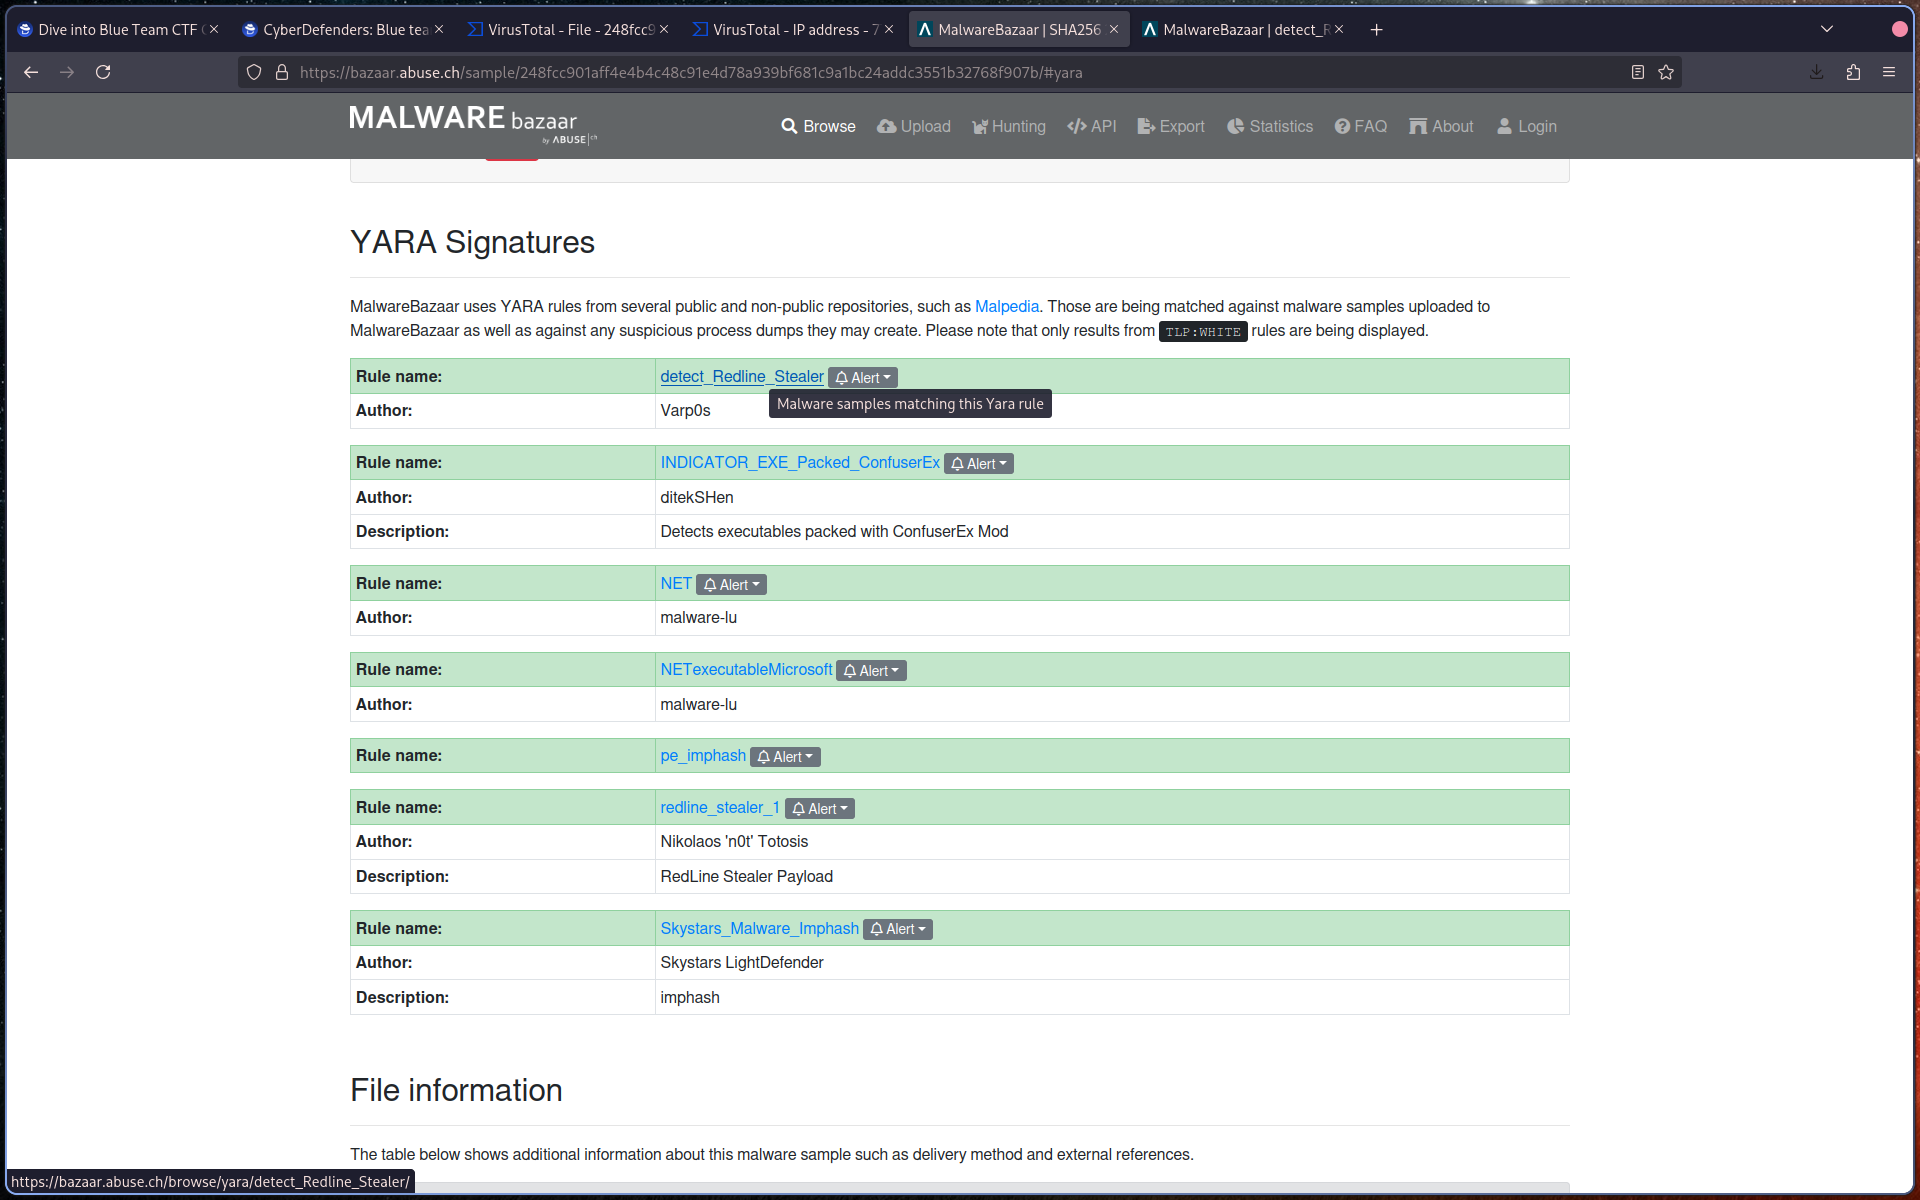 Dive into Blue Team CTF
CyberDefenders: Blue tea
VirusTotal - File - 248fcc9
VirusTotal - IP address - 7
MalwareBazaar | SHA256
MalwareBazaar | detect_R
https://bazaar.abuse.ch/sample/248fcc901aff4e4b4c48c91e4d78a939bf681c9a1bc24addc3551b32768f907b/#yara
MALWARE bazaar
by ABUSE|ch
Browse Upload Hunting API Export Statistics FAQ About Login
YARA Signatures
MalwareBazaar uses YARA rules from several public and non-public repositories, such as Malpedia. Those are being matched against malware samples uploaded to
MalwareBazaar as well as against any suspicious process dumps they may create. Please note that only results from TLP:WHITE rules are being displayed.
Rule name: detect_Redline_Stealer Alert
Malware samples matching this Yara rule
Author: Varp0s
Rule name: INDICATOR_EXE_Packed_ConfuserEx Alert
Author: ditekSHen
Description: Detects executables packed with ConfuserEx Mod
Rule name: NET Alert
Author: malware-lu
Rule name: NETexecutableMicrosoft Alert
Author: malware-lu
Rule name: pe_imphash Alert
Rule name: redline_stealer_1 Alert
Author: Nikolaos 'n0t' Totosis
Description: RedLine Stealer Payload
Rule name: Skystars_Malware_Imphash Alert
Author: Skystars LightDefender
Description: imphash
File information
The table below shows additional information about this malware sample such as delivery method and external references.
https://bazaar.abuse.ch/browse/yara/detect_Redline_Stealer/